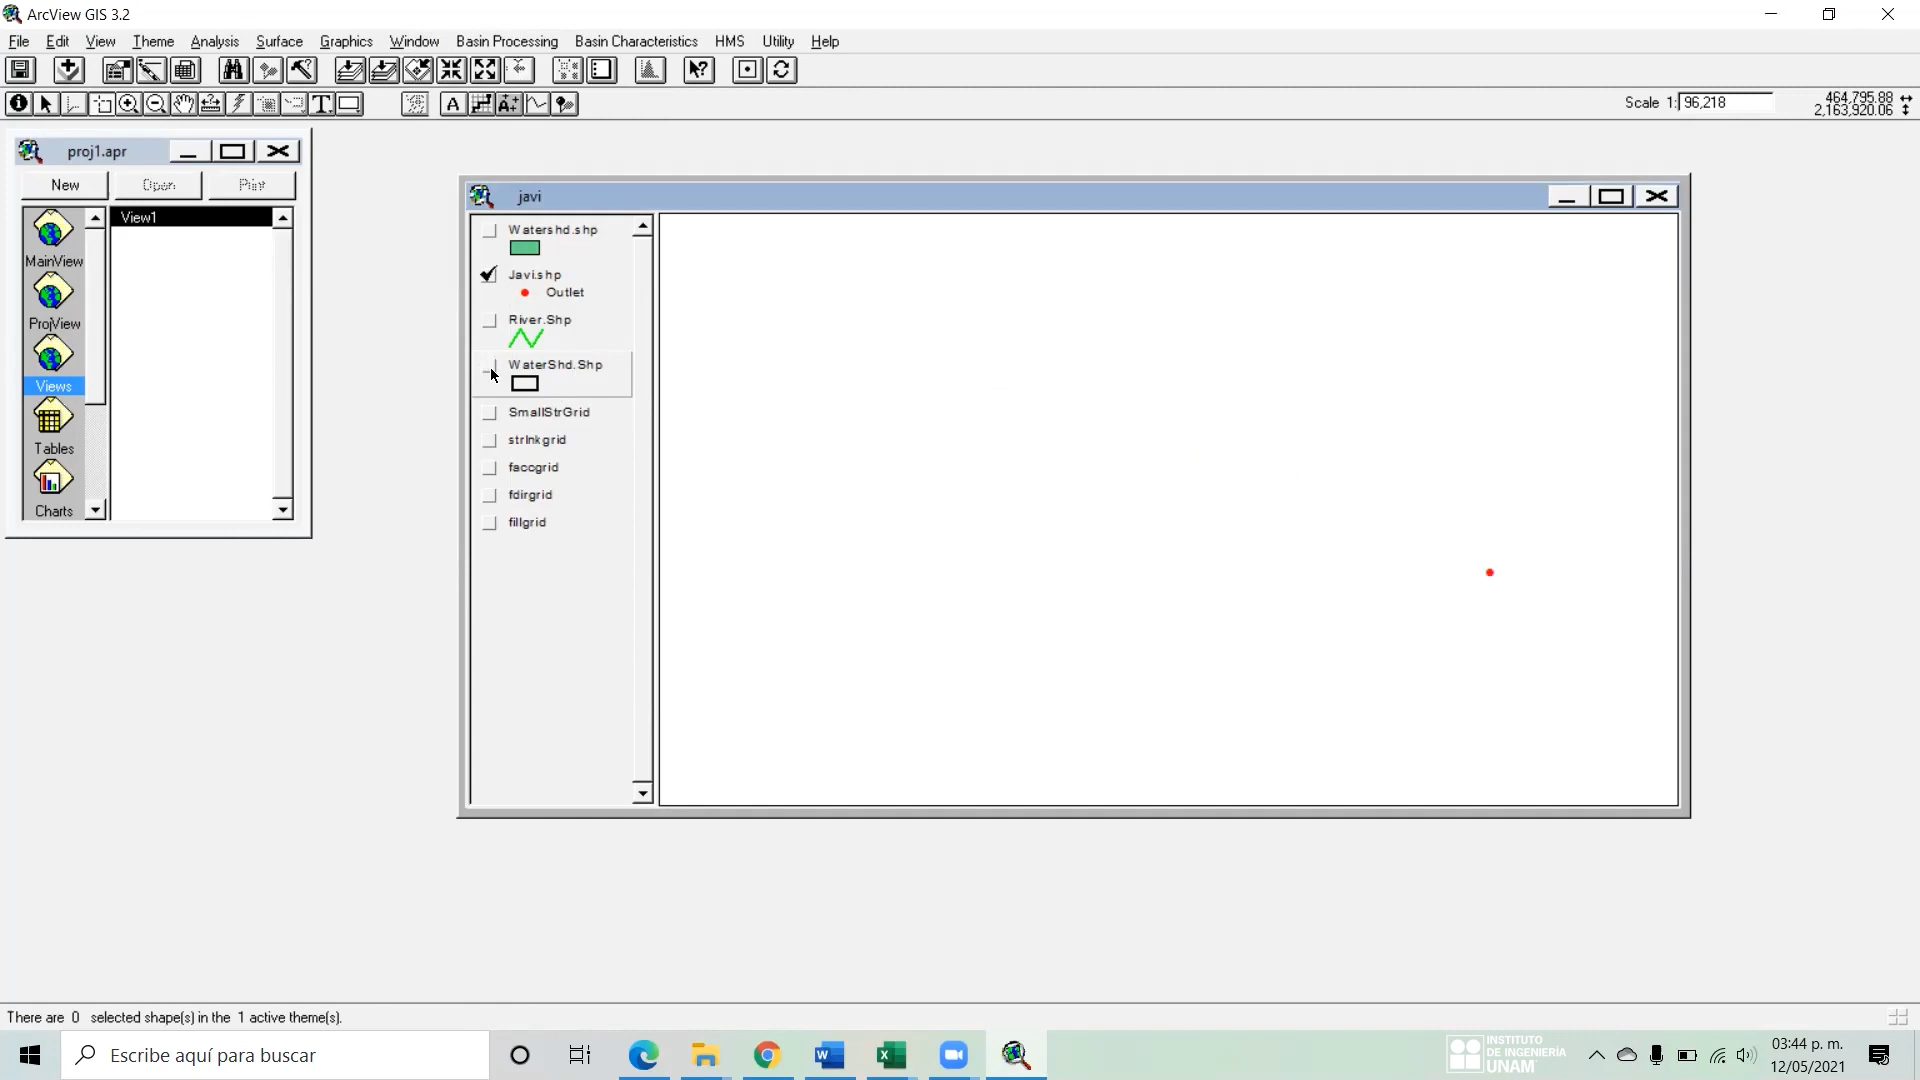 ArcView GIS 3.2
File Edit View Theme Analysis Surface Graphics Window Basin Processing Basin Characteristics HMS Utility Help
Scale 1: 96,218
464,795.88
2,163,920.06
proj1.apr
New Open Print
View1
MainView
ProjView
Views
Tables
Charts
javi
Watershd.shp
Javi.shp
Outlet
River.Shp
WaterShd.Shp
SmallStrGrid
strlnkgrid
faccgrid
fdirgrid
fillgrid
There are 0 selected shape(s) in the 1 active theme(s).
Escribe aquí para buscar
INSTITUTO
DE INGENIERÍA
UNAM
03:44 p. m.
12/05/2021